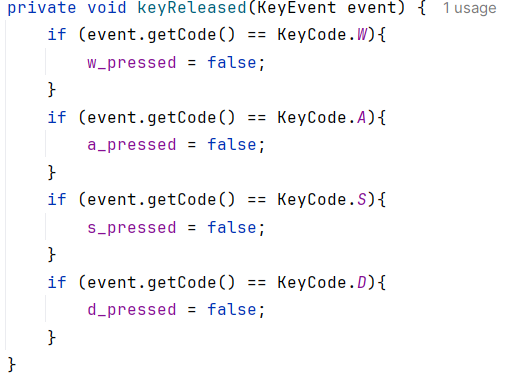 private void keyReleased(KeyEvent event) { 1 usage
    if (event.getCode() == KeyCode.W){
        w_pressed = false;
    }
    if (event.getCode() == KeyCode.A){
        a_pressed = false;
    }
    if (event.getCode() == KeyCode.S){
        s_pressed = false;
    }
    if (event.getCode() == KeyCode.D){
        d_pressed = false;
    }
}